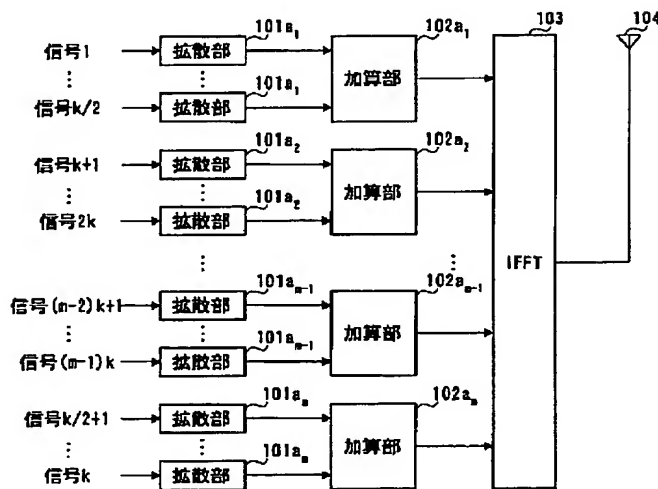 103
104
信号1 拡散部 101a1
⋮ ⋮
信号k/2 拡散部 101a1
加算部 102a1
信号k+1 拡散部 101a2
⋮ ⋮
信号2k 拡散部 101a2
加算部 102a2
⋮ ⋮
IFFT
信号(m-2)k+1 拡散部 101am-1
⋮ ⋮
信号(m-1)k 拡散部 101am-1
加算部 102am-1
信号k/2+1 拡散部 101am
⋮ ⋮
信号k 拡散部 101am
加算部 102am